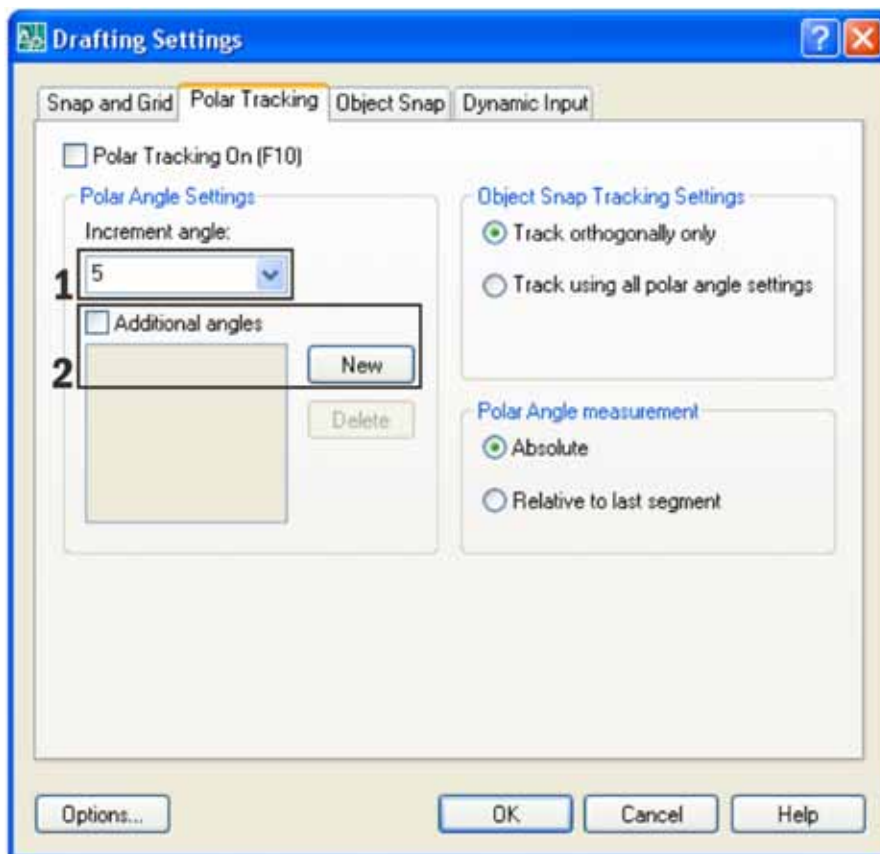 Drafting Settings
Snap and Grid Polar Tracking Object Snap Dynamic Input
Polar Tracking On (F10)
Polar Angle Settings
Increment angle:
1 5
Additional angles
2 New
Delete
Object Snap Tracking Settings
Track orthogonally only
Track using all polar angle settings
Polar Angle measurement
Absolute
Relative to last segment
Options... OK Cancel Help